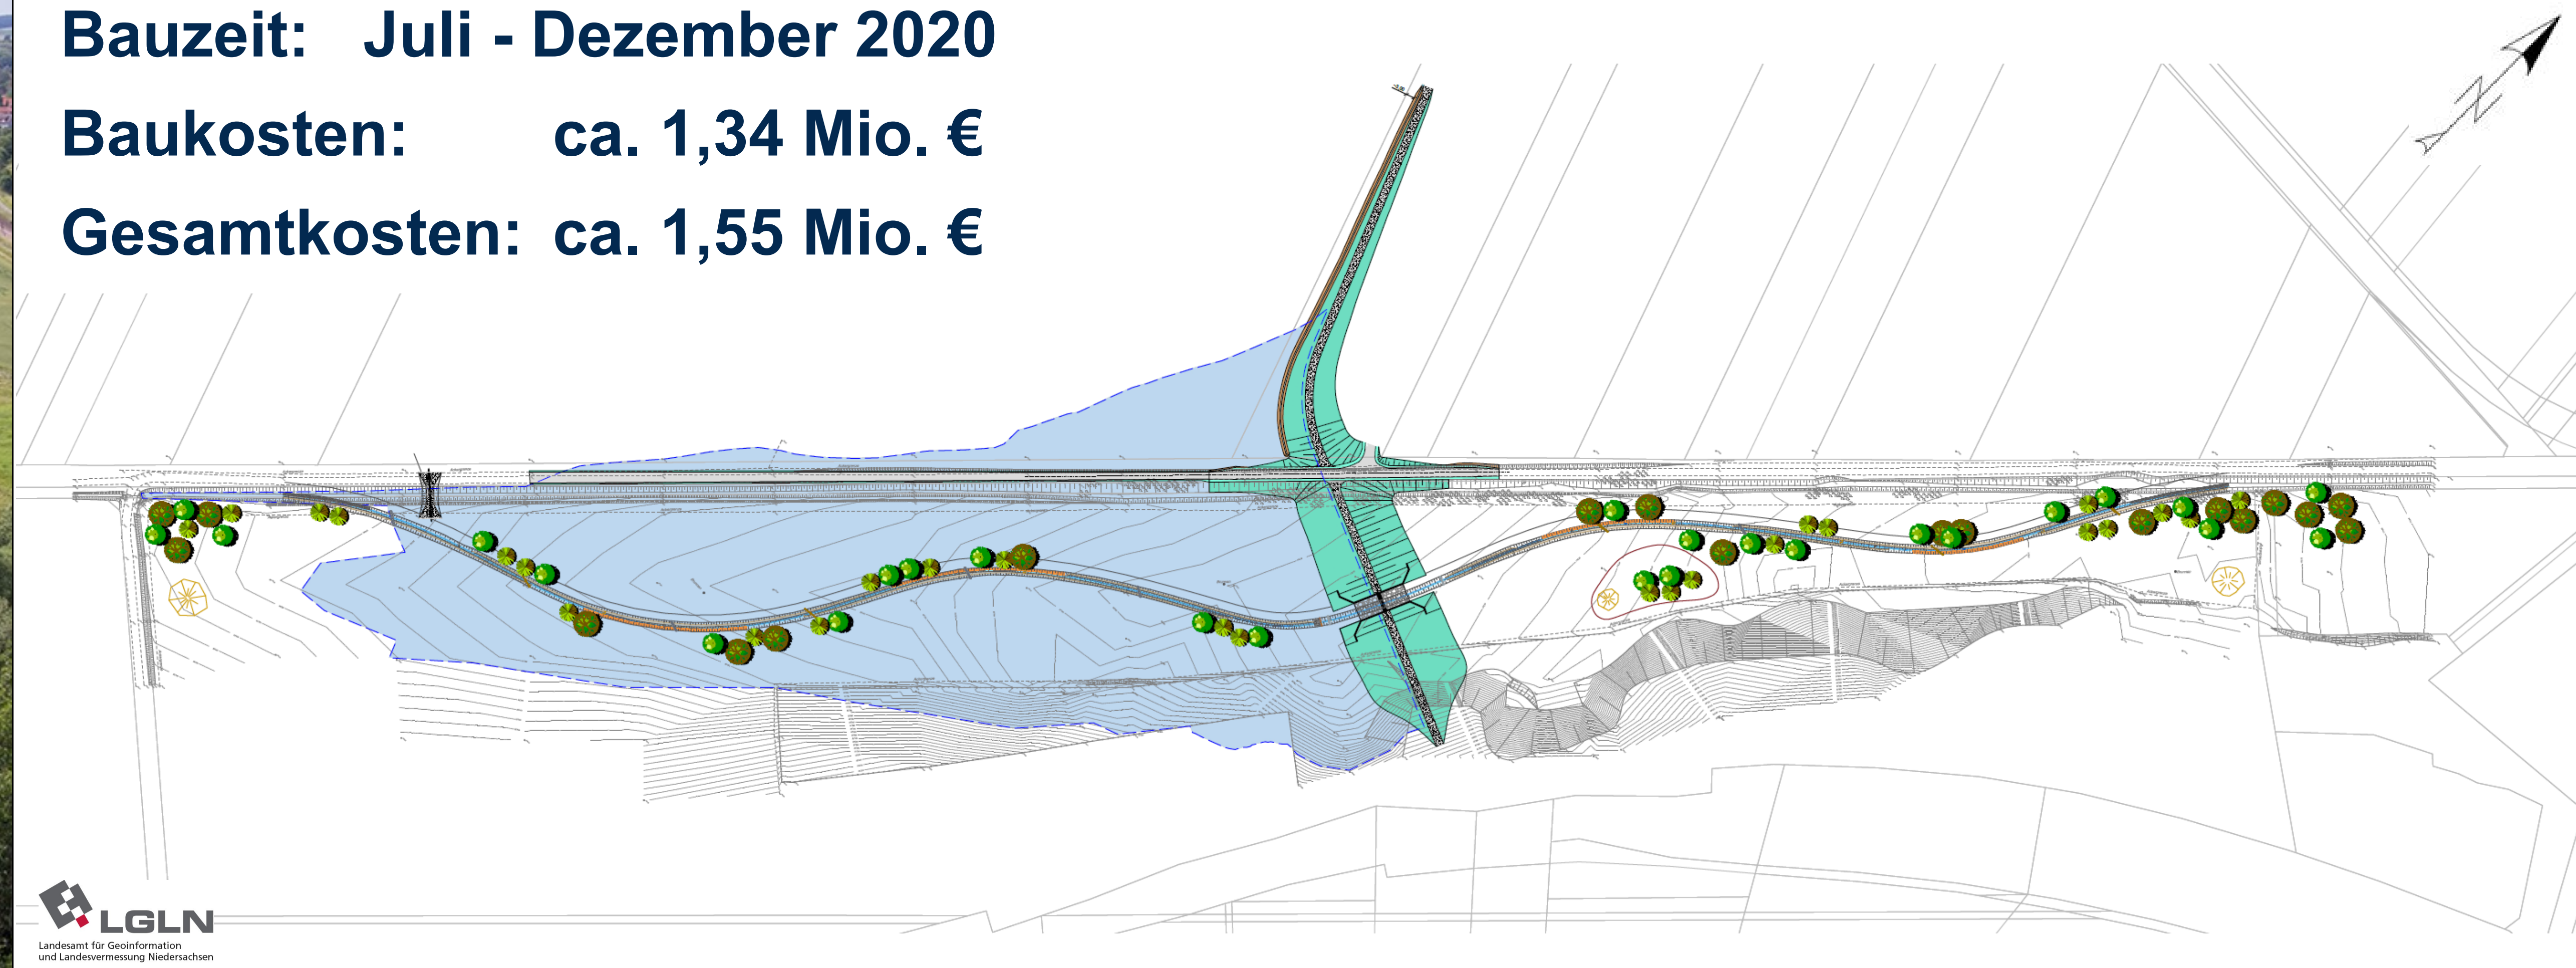 Bauzeit: Juli - Dezember 2020
Baukosten: ca. 1,34 Mio. €
Gesamtkosten: ca. 1,55 Mio. €
N
LGLN
Landesamt für Geoinformation
und Landesvermessung Niedersachsen